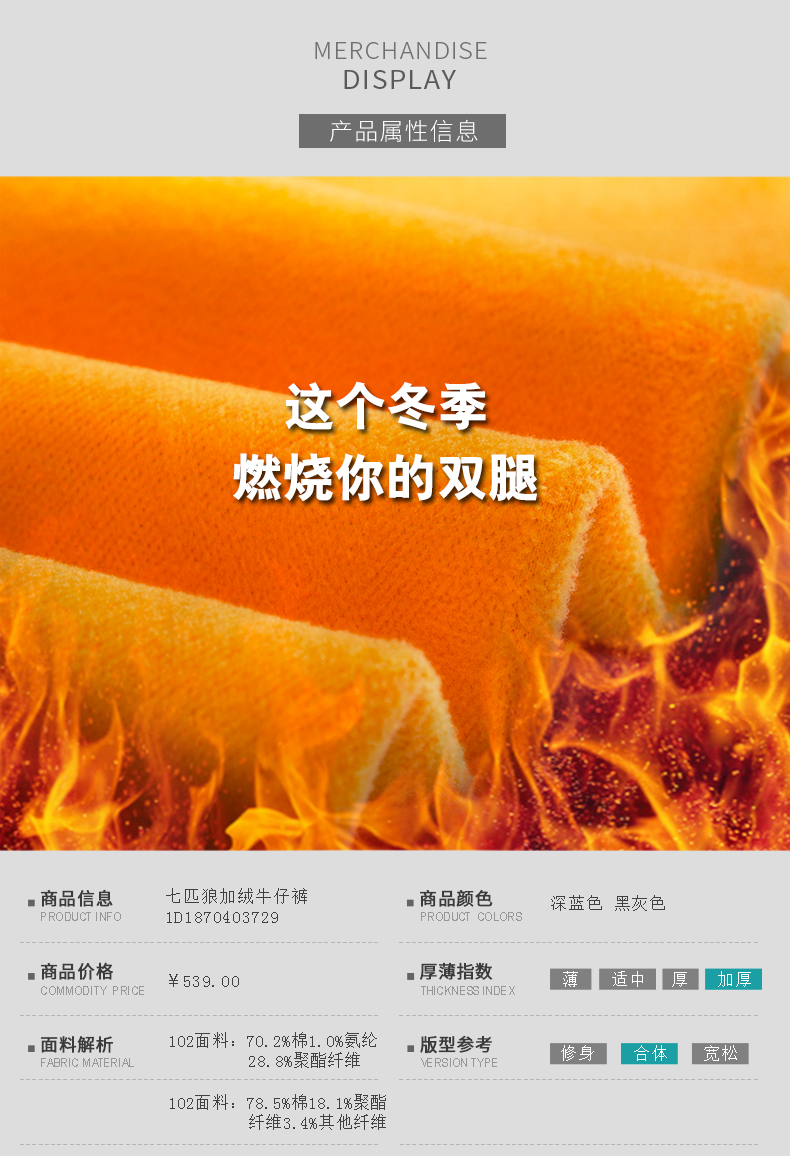 MERCHANDISE
DISPLAY
产品属性信息
这个冬季
燃烧你的双腿
商品信息
PRODUCT INFO
七匹狼加绒牛仔裤
1D1870403729
商品颜色
PRODUCT COLORS
深蓝色 黑灰色
商品价格
COMMODITY PRICE
¥539.00
厚薄指数
THICKNESS INDEX
薄 适中 厚 加厚
面料解析
FABRIC MATERIAL
102面料：70.2%棉1.0%氨纶
28.8%聚酯纤维
版型参考
VERSION TYPE
修身 合体 宽松
102面料：78.5%棉18.1%聚酯
纤维3.4%其他纤维